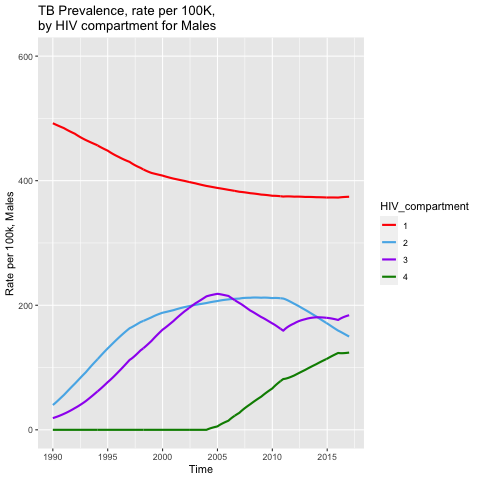 TB Prevalence, rate per 100K,
by HIV compartment for Males
Rate per 100k, Males
600
400
200
0
1990
1995
2000
2005
2010
2015
Time
HIV_compartment
1
2
3
4